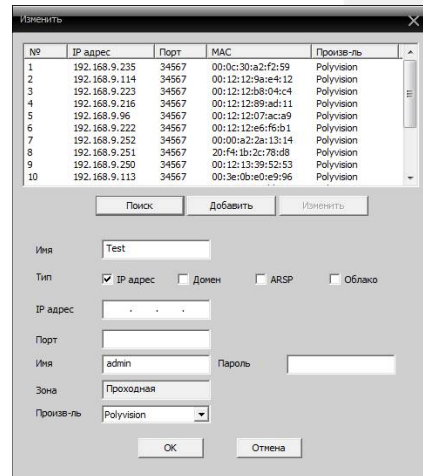 Изменить
№ IP адрес Порт MAC Произв-ль
1 192.168.9.235 34567 00:0c:30:a2:f2:59 Polyvision
2 192.168.9.114 34567 00:12:12:9a:e4:12 Polyvision
3 192.168.9.223 34567 00:12:12:b8:04:c4 Polyvision
4 192.168.9.216 34567 00:12:12:89:ad:11 Polyvision
5 192.168.9.96 34567 00:12:12:07:ac:a9 Polyvision
6 192.168.9.222 34567 00:12:12:e6:f6:b1 Polyvision
7 192.168.9.252 34567 00:00:a2:2a:13:14 Polyvision
8 192.168.9.251 34567 20:f4:1b:2c:78:d8 Polyvision
9 192.168.9.250 34567 00:12:13:39:52:53 Polyvision
10 192.168.9.113 34567 00:3e:0b:e0:e9:96 Polyvision
Поиск Добавить Изменить
Имя Test
Тип IP адрес Домен ARSP Облако
IP адрес . . .
Порт
Имя admin Пароль
Зона Проходная
Произв-ль Polyvision
OK Отмена